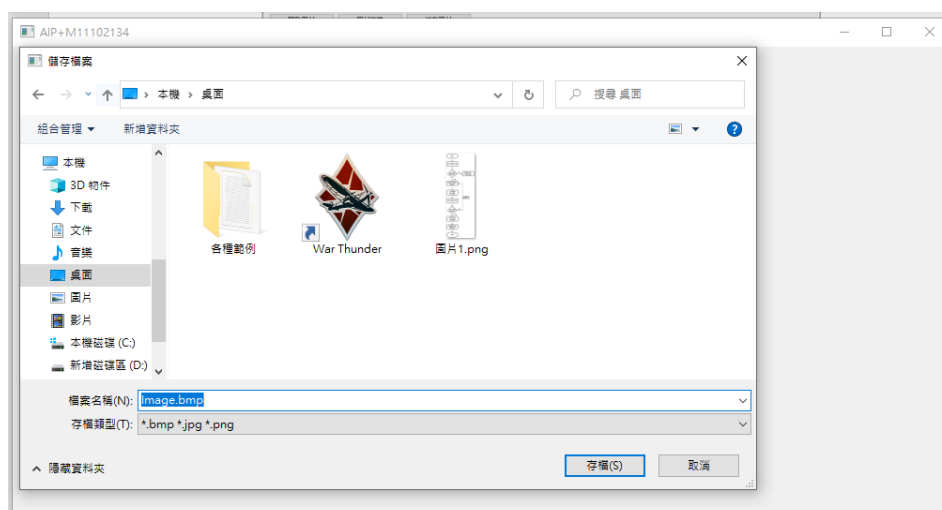 AIP+M11102134
儲存檔案
本機 › 桌面
搜尋 桌面
組合管理
新增資料夾
本機
3D 物件
下載
文件
音樂
桌面
圖片
影片
本機磁碟 (C:)
新增磁碟區 (D:)
各種範例
War Thunder
圖片1.png
檔案名稱(N): Image.bmp
存檔類型(T): *.bmp *.jpg *.png
隱藏資料夾
存檔(S)
取消